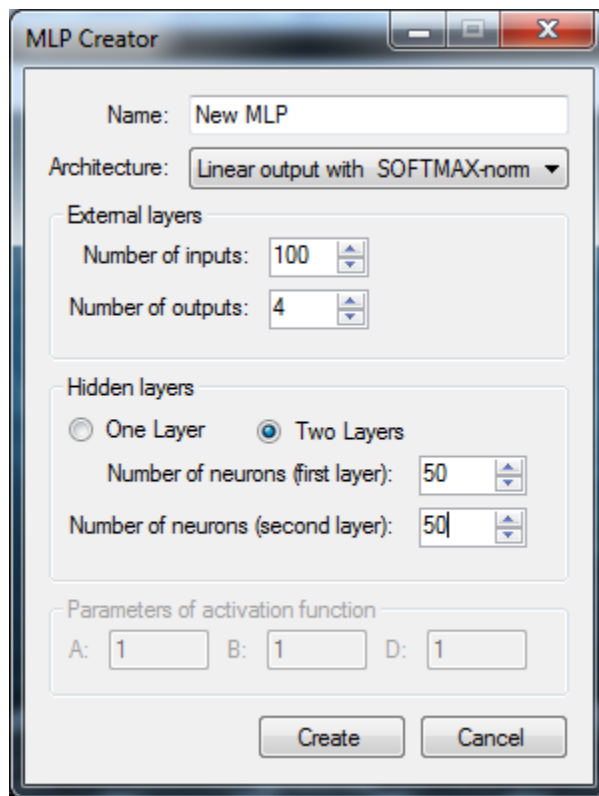 MLP Creator
Name: New MLP
Architecture: Linear output with SOFTMAX-norm
External layers
Number of inputs: 100
Number of outputs: 4
Hidden layers
One Layer Two Layers
Number of neurons (first layer): 50
Number of neurons (second layer): 50
Parameters of activation function
A: 1 B: 1 D: 1
Create Cancel